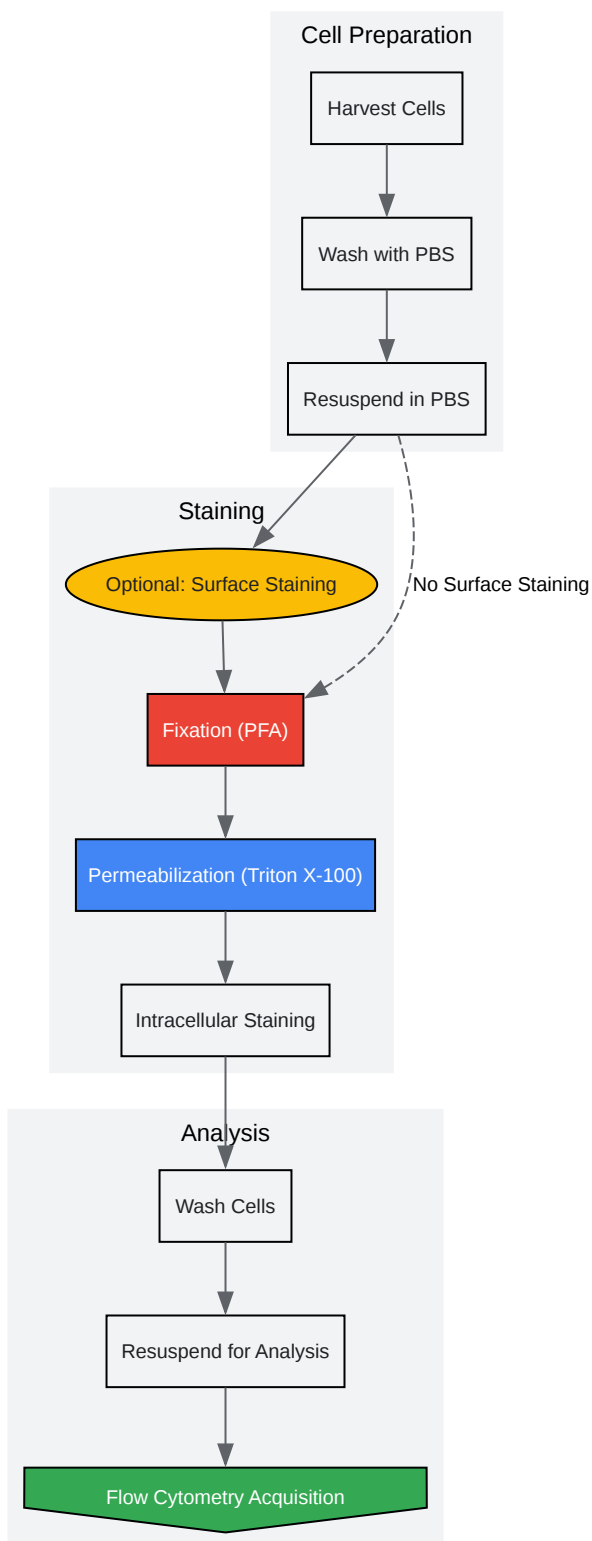 Cell Preparation
Harvest Cells
Wash with PBS
Resuspend in PBS
Staining
Optional: Surface Staining
No Surface Staining
Fixation (PFA)
Permeabilization (Triton X-100)
Intracellular Staining
Analysis
Wash Cells
Resuspend for Analysis
Flow Cytometry Acquisition